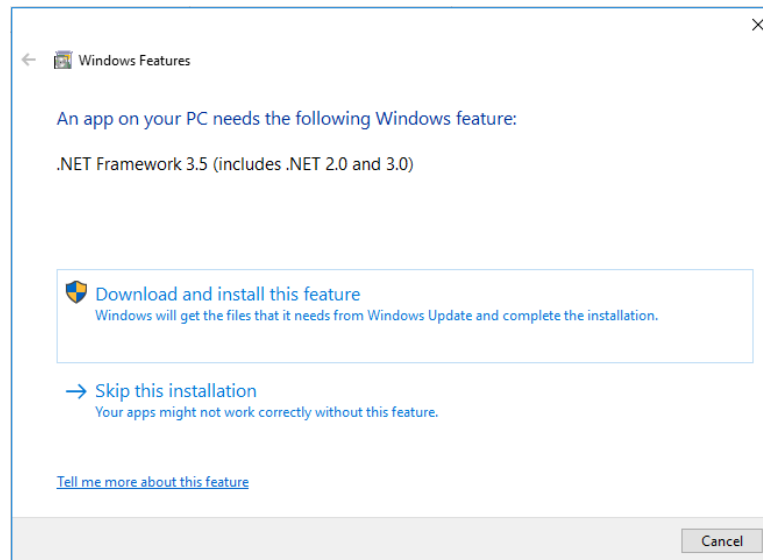 Windows Features
An app on your PC needs the following Windows feature:
.NET Framework 3.5 (includes .NET 2.0 and 3.0)
Download and install this feature
Windows will get the files that it needs from Windows Update and complete the installation.
Skip this installation
Your apps might not work correctly without this feature.
Tell me more about this feature
Cancel